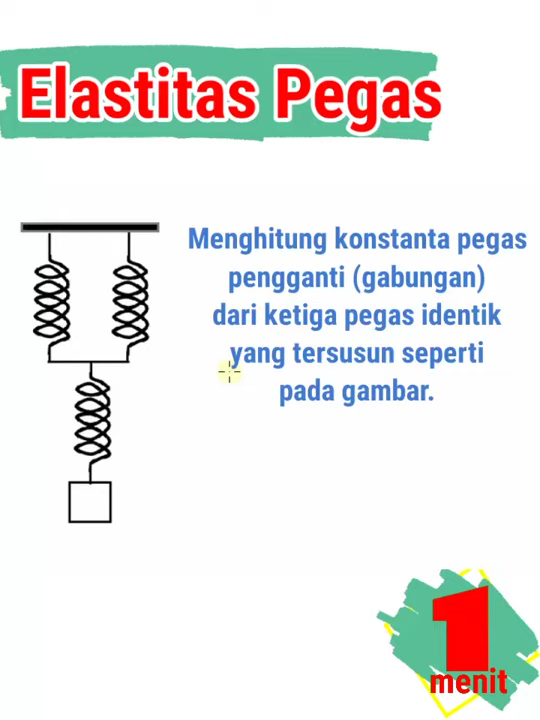 Elastitas Pegas
Menghitung konstanta pegas
pengganti (gabungan)
dari ketiga pegas identik
yang tersusun seperti
pada gambar.
1
menit